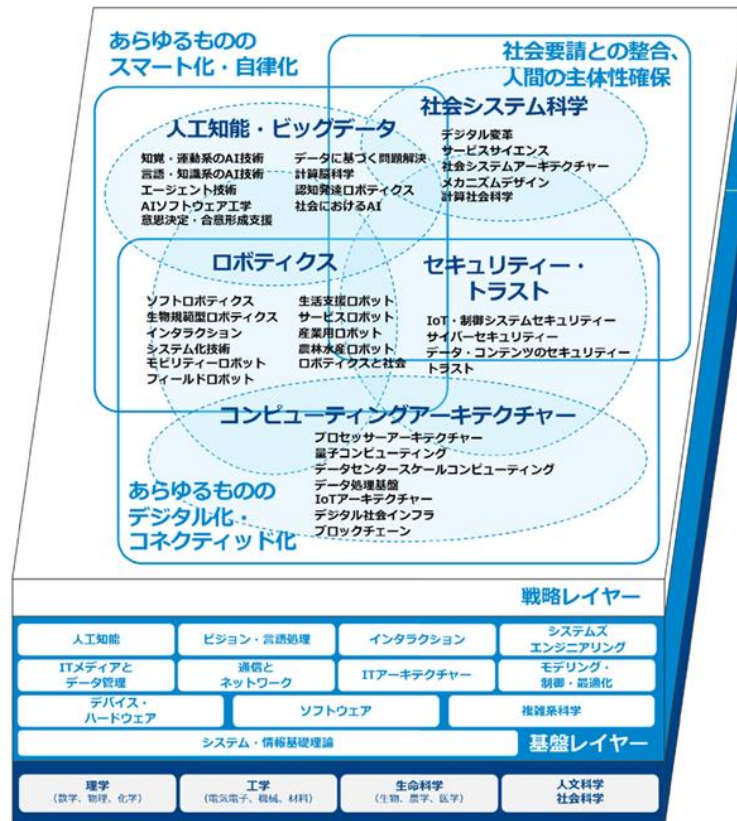 あらゆるものの
スマート化・自律化
社会要請との整合、
人間の主体性確保
人工知能・ビッグデータ
知覚・運動系のAI技術
言語・知識系のAI技術
エージェント技術
AIソフトウェア工学
意思決定・合意形成支援
データに基づく問題解決
計算脳科学
認知発達ロボティクス
社会におけるAI
社会システム科学
デジタル変革
サービスサイエンス
社会システムアーキテクチャー
メカニズムデザイン
計算社会科学
ロボティクス
ソフトロボティクス
生物規範型ロボティクス
インタラクション
システム化技術
モビリティーロボット
フィールドロボット
生活支援ロボット
サービスロボット
産業用ロボット
農林水産ロボット
ロボティクスと社会
セキュリティー・
トラスト
IoT・制御システムセキュリティー
サイバーセキュリティー
データ・コンテンツのセキュリティー
トラスト
コンピューティングアーキテクチャー
プロセッサーアーキテクチャー
量子コンピューティング
データセンタースケールコンピューティング
データ処理基盤
IoTアーキテクチャー
デジタル社会インフラ
ブロックチェーン
あらゆるものの
デジタル化・
コネクティッド化
戦略レイヤー
人工知能
ビジョン・言語処理
インタラクション
システムズ
エンジニアリング
ITメディアと
データ管理
通信と
ネットワーク
ITアーキテクチャー
モデリング・
制御・最適化
デバイス・
ハードウェア
ソフトウェア
複雑系科学
システム・情報基礎理論
基盤レイヤー
理学
(数学、物理、化学)
工学
(電気電子、機械、材料)
生命科学
(生物、農学、医学)
人文科学
社会科学